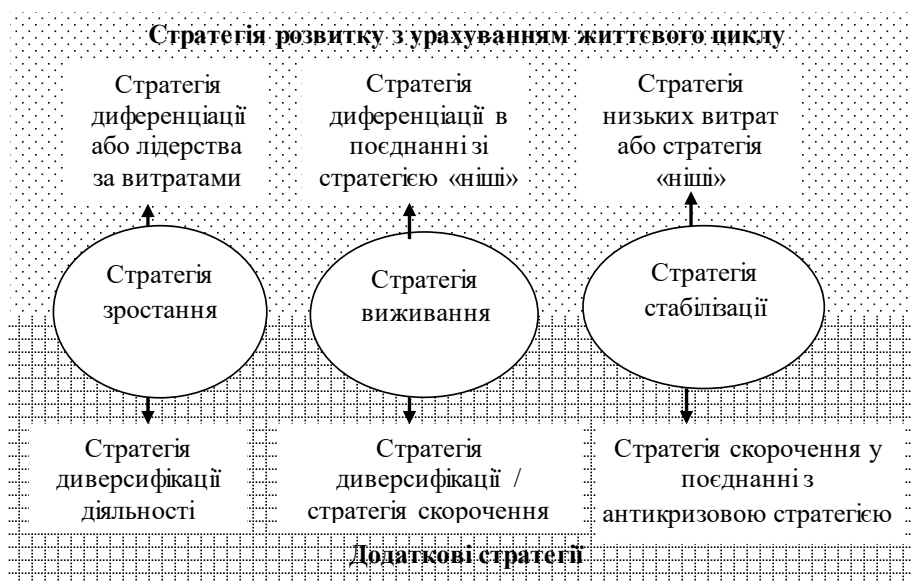 Стратегія розвитку з урахуванням життєвого циклу
Стратегія
диференціації
або лідерства
за витратами
Стратегія
диференціації в
поєднанні зі
стратегією «ніші»
Стратегія
низьких витрат
або стратегія
«ніші»
Стратегія
зростання
Стратегія
виживання
Стратегія
стабілізації
Стратегія
диверсифікації
діяльності
Стратегія
диверсифікації /
стратегія скорочення
Стратегія скорочення у
поєднанні з
антикризовою стратегією
Додаткові стратегії